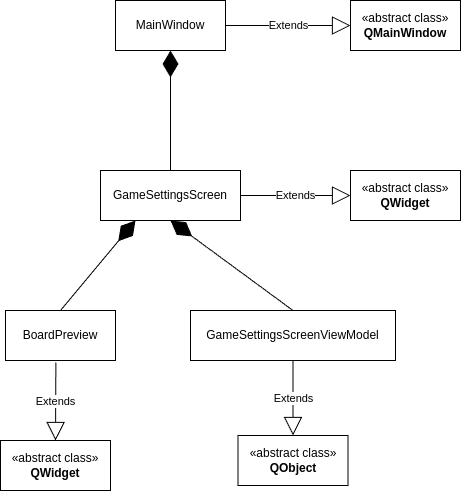 MainWindow
Extends
«abstract class»
QMainWindow
GameSettingsScreen
Extends
«abstract class»
QWidget
BoardPreview
GameSettingsScreenViewModel
Extends
Extends
«abstract class»
QWidget
«abstract class»
QObject